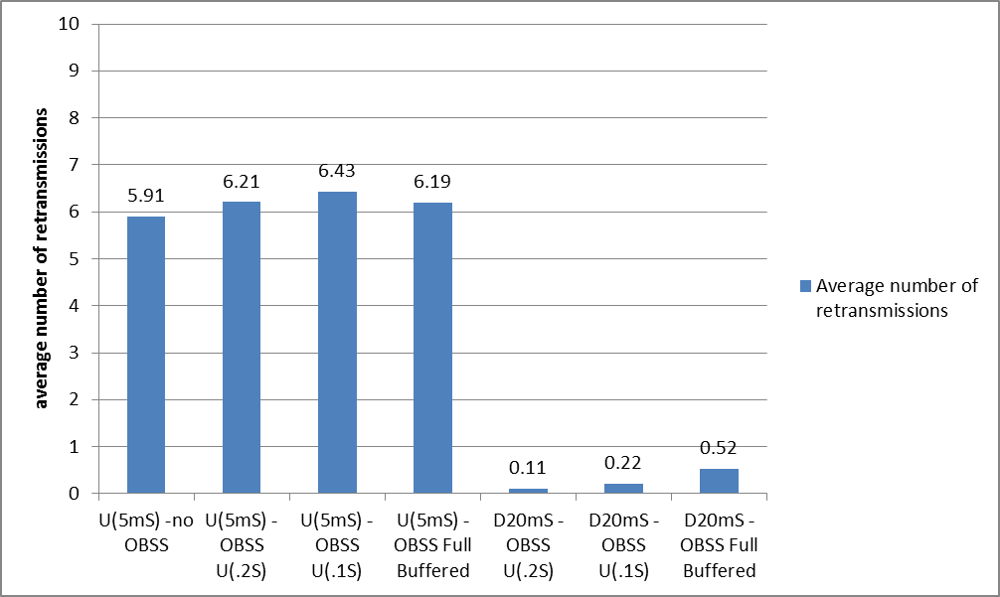 10
9
8
7
6
5
4
3
2
1
0
average number of retransmissions
5.91
6.21
6.43
6.19
0.11
0.22
0.52
U(5mS) -no
OBSS
U(5mS) -
OBSS
U(.2S)
U(5mS) -
OBSS
U(.1S)
U(5mS) -
OBSS Full
Buffered
D20mS -
OBSS
U(.2S)
D20mS -
OBSS
U(.1S)
D20mS -
OBSS Full
Buffered
Average number of
retransmissions